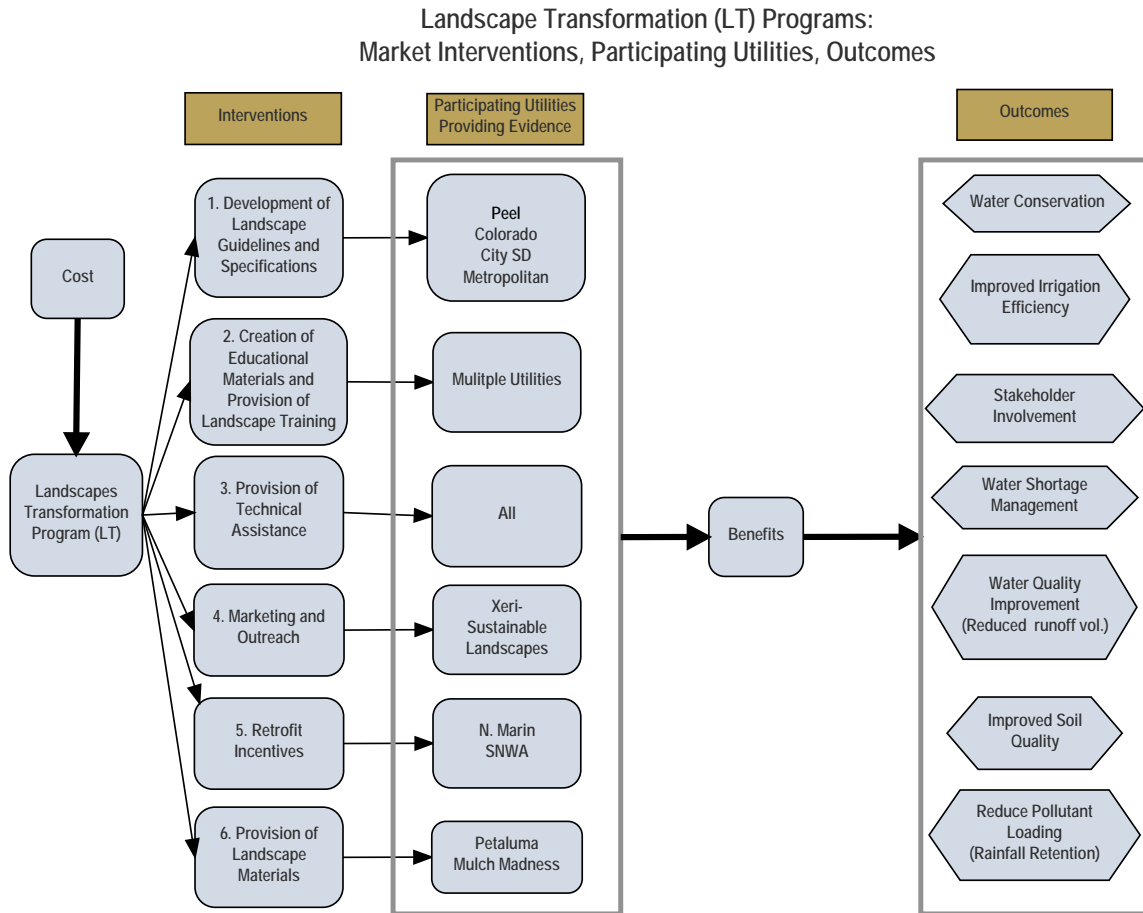 Landscape Transformation (LT) Programs:
Market Interventions, Participating Utilities, Outcomes
Interventions
Participating Utilities
Providing Evidence
Outcomes
Cost
Landscapes
Transformation
Program (LT)
1. Development of
Landscape
Guidelines and
Specifications
2. Creation of
Educational
Materials and
Provision of
Landscape Training
3. Provision of
Technical
Assistance
4. Marketing and
Outreach
5. Retrofit
Incentives
6. Provision of
Landscape
Materials
Peel
Colorado
City SD
Metropolitan
Mulitple Utilities
All
Xeri-
Sustainable
Landscapes
N. Marin
SNWA
Petaluma
Mulch Madness
Benefits
Water Conservation
Improved Irrigation
Efficiency
Stakeholder
Involvement
Water Shortage
Management
Water Quality
Improvement
(Reduced runoff vol.)
Improved Soil
Quality
Reduce Pollutant
Loading
(Rainfall Retention)